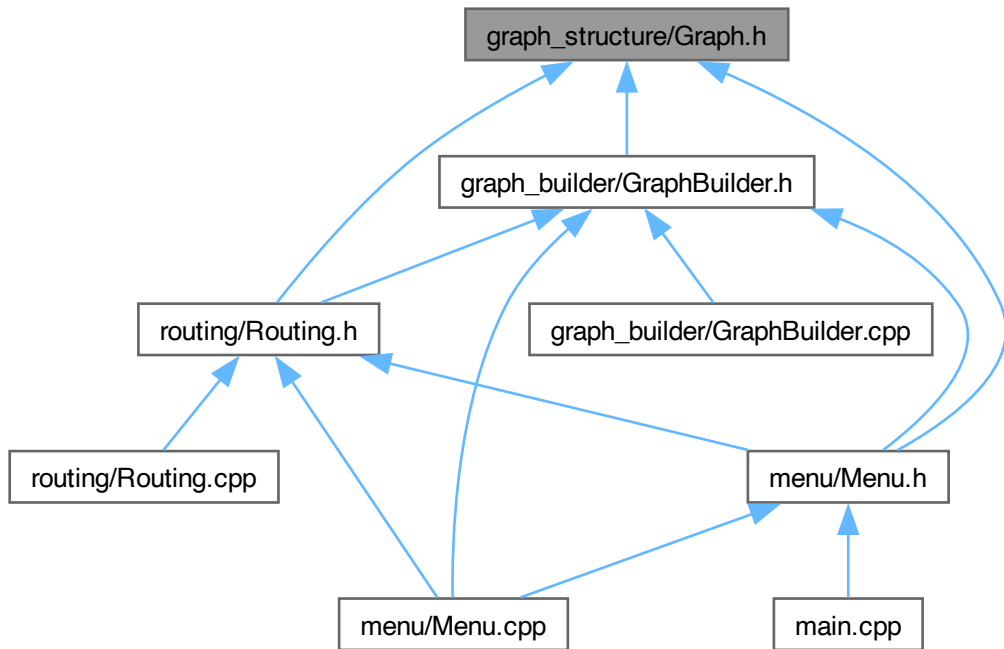 graph_structure/Graph.h
graph_builder/GraphBuilder.h
routing/Routing.h
graph_builder/GraphBuilder.cpp
routing/Routing.cpp
menu/Menu.h
menu/Menu.cpp
main.cpp